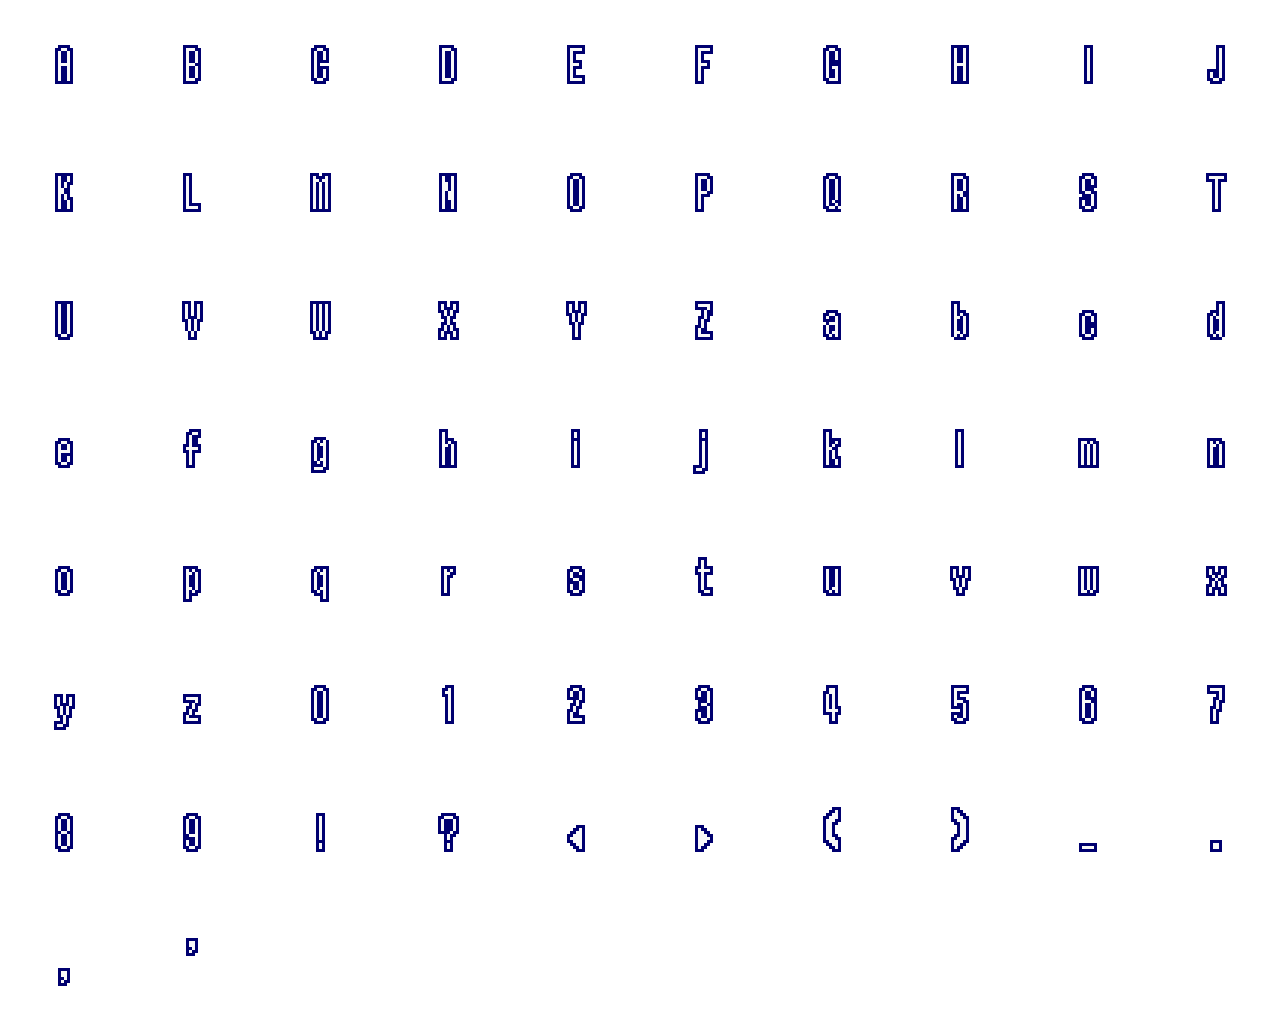 A B C D E F G H I J
K L M N O P Q R S T
U V W X Y Z a b c d
e f g h i j k l m n
o p q r s t u v w x
y z 0 1 2 3 4 5 6 7
8 9 ! ? < > ( ) _ .
, '